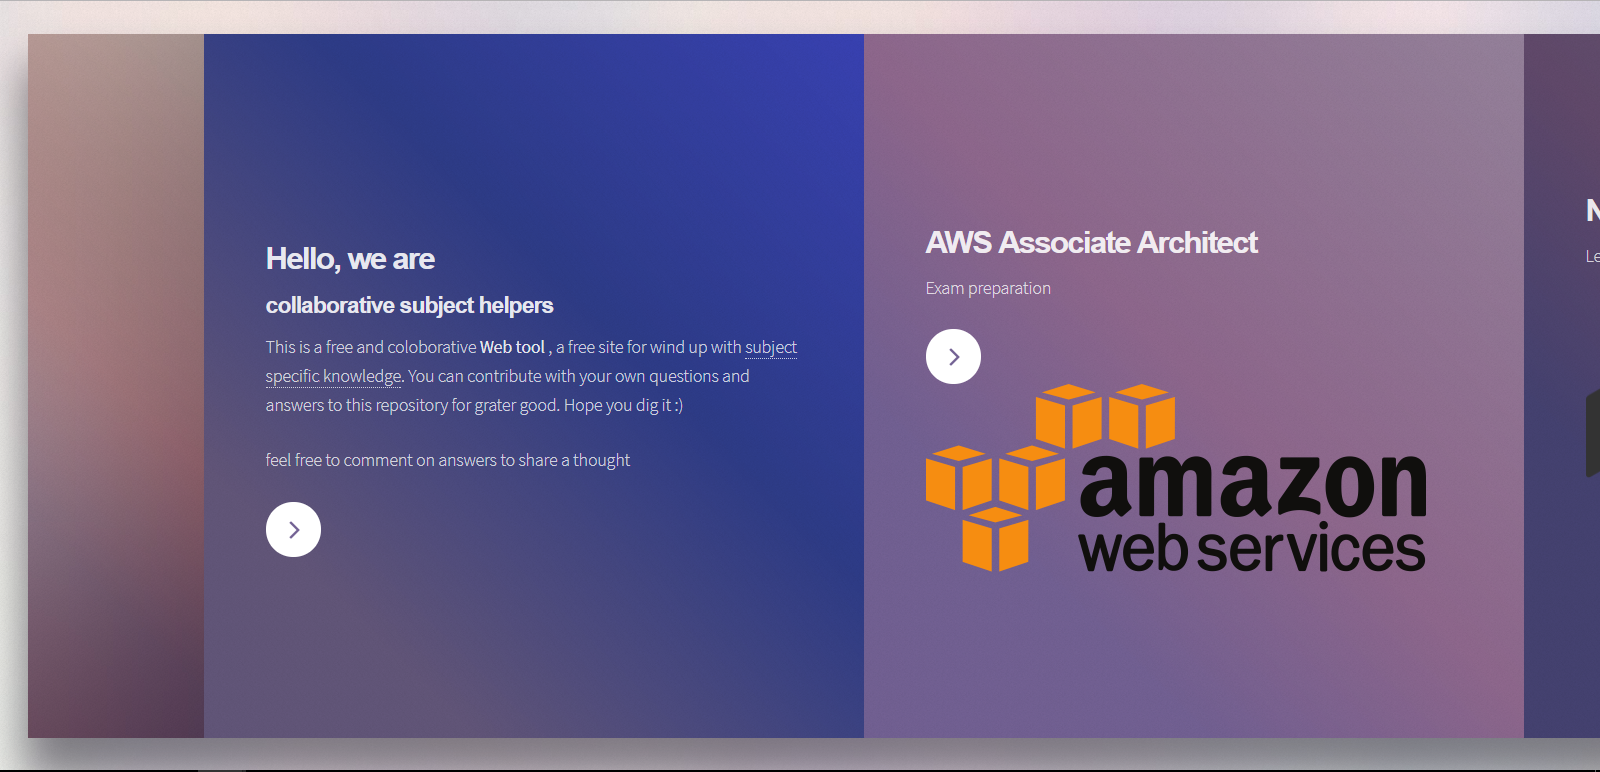 Hello, we are
collaborative subject helpers
This is a free and coloborative Web tool , a free site for wind up with subject
specific knowledge. You can contribute with your own questions and
answers to this repository for grater good. Hope you dig it :)
feel free to comment on answers to share a thought
AWS Associate Architect
Exam preparation
amazon
web services
N
Le